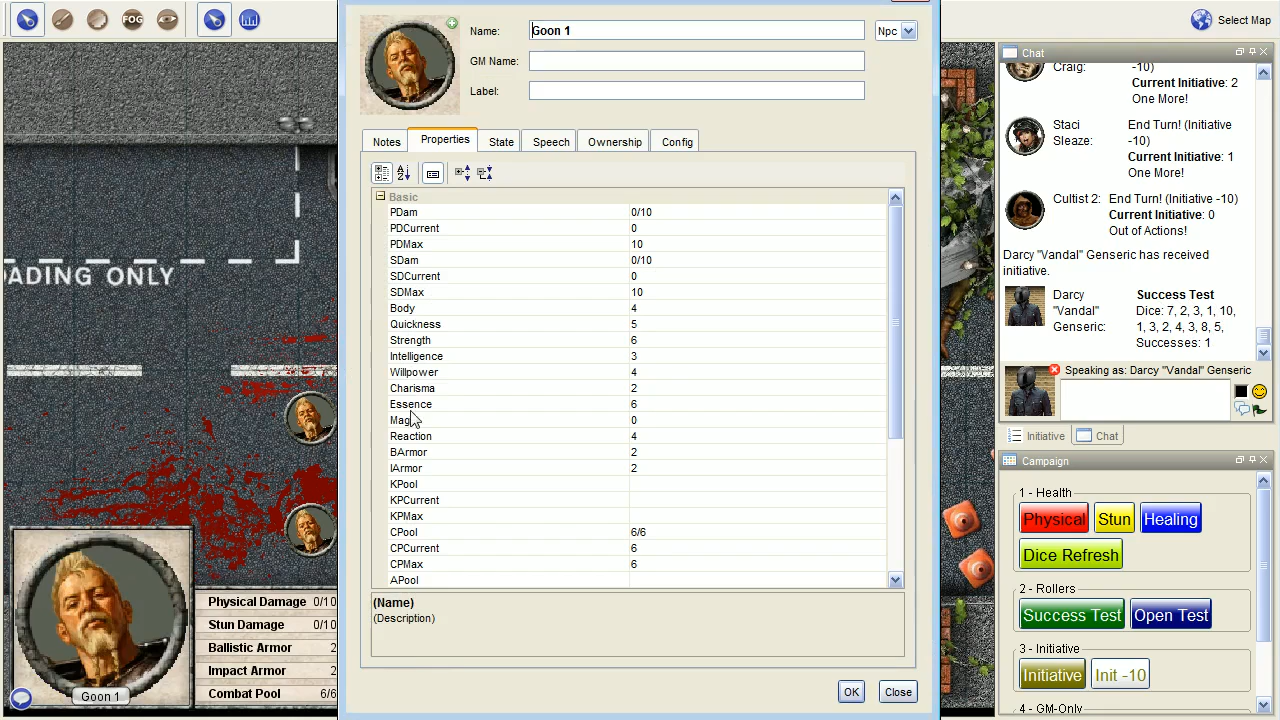 FOG
Select Map
Name:
Goon 1
Npc
GM Name:
Label:
Notes
Properties
State
Speech
Ownership
Config
Basic
PDam 0/10
PDCurrent 0
PDMax 10
SDam 0/10
SDCurrent 0
SDMax 10
Body 4
Quickness 5
Strength 6
Intelligence 3
Willpower 4
Charisma 2
Essence 6
Mag 0
Reaction 4
BArmor 2
IArmor 2
KPool
KPCurrent
KPMax
CPool 6/6
CPCurrent 6
CPMax 6
APool
(Name)
(Description)
OK
Close
ADING ONLY
Goon 1
Physical Damage 0/10
Stun Damage 0/10
Ballistic Armor 2
Impact Armor 2
Combat Pool 6/6
Chat
Craig: -10)
Current Initiative: 2
One More!
Staci End Turn! (Initiative
Sleaze: -10)
Current Initiative: 1
One More!
Cultist 2: End Turn! (Initiative -10)
Current Initiative: 0
Out of Actions!
Darcy "Vandal" Genseric has received
initiative.
Darcy Success Test
"Vandal" Dice: 7, 2, 3, 1, 10,
Genseric: 1, 3, 2, 4, 3, 8, 5,
Successes: 1
Speaking as: Darcy "Vandal" Genseric
Initiative
Chat
Campaign
1 - Health
Physical
Stun
Healing
Dice Refresh
2 - Rollers
Success Test
Open Test
3 - Initiative
Initiative
Init -10
4 - GM-Only